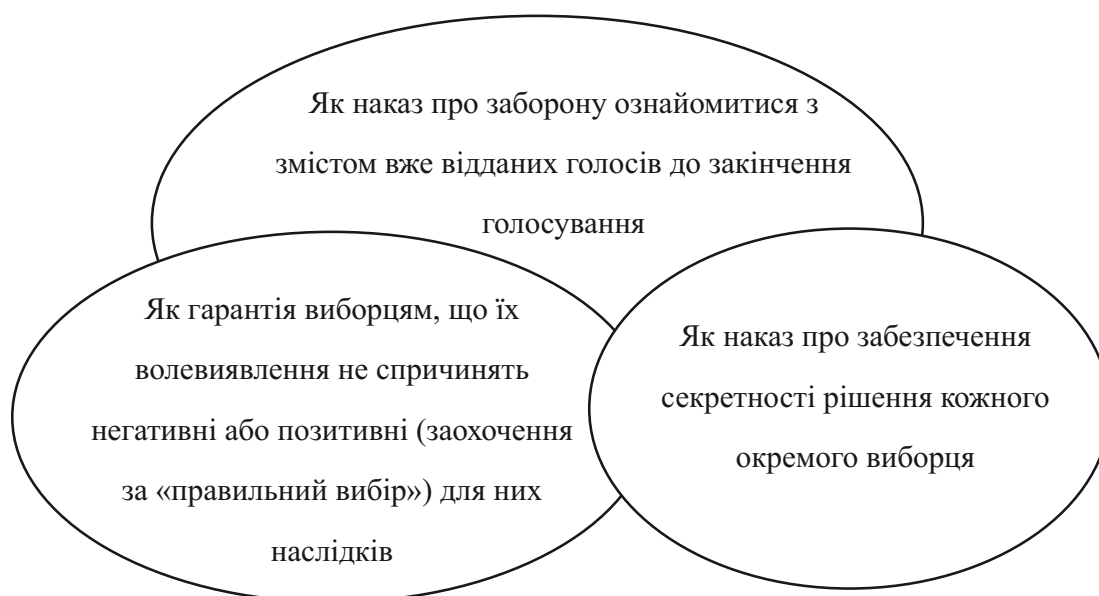 Як наказ про заборону ознайомитися з
змістом вже відданих голосів до закінчення
голосування
Як гарантія виборцям, що їх
волевиявлення не спричинять
негативні або позитивні (заохочення
за «правильний вибір») для них
наслідків
Як наказ про забезпечення
секретності рішення кожного
окремого виборця